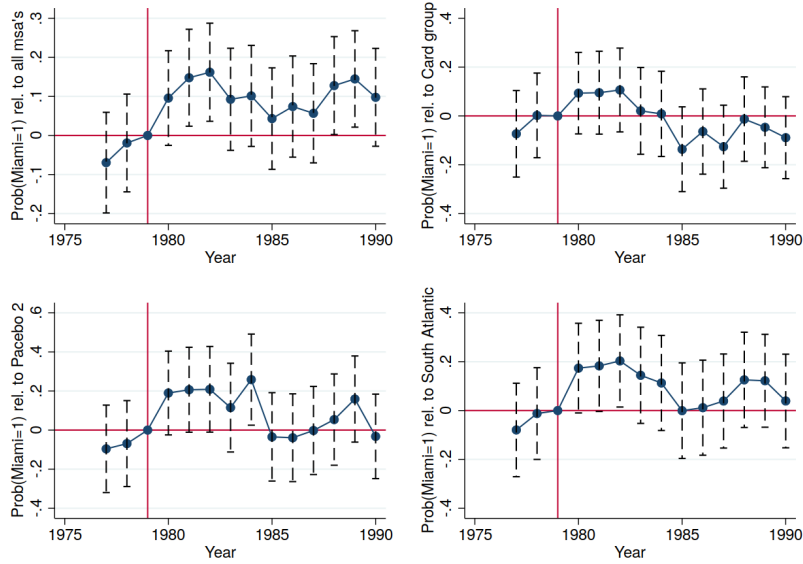 Prob(Miami=1) rel. to all msa's
.3
.2
.1
0
-.1
-.2
1975 1980 1985 1990
Year
Prob(Miami=1) rel. to Card group
.4
.2
0
-.2
-.4
1975 1980 1985 1990
Year
Prob(Miami=1) rel. to Pacebo 2
.6
.4
.2
0
-.2
-.4
1975 1980 1985 1990
Year
Prob(Miami=1) rel. to South Atlantic
.4
.2
0
-.2
-.4
1975 1980 1985 1990
Year